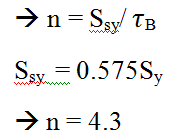 → n = Ssy/ τB
Ssy = 0.575Sy
→ n = 4.3